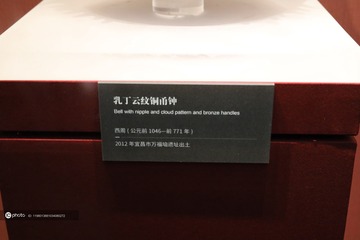 乳丁云纹铜甬钟
Bell with nipple and cloud pattern and bronze handles
西周（公元前 1046—前 771 年）
2012 年宜昌市万福垴遗址出土
photo